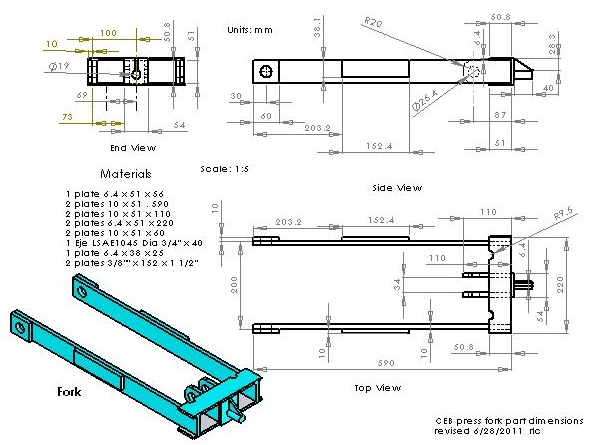 Units: mm
100
10
50.8
51
Ø19
69
73
54
End View
38.1
R20
50.8
6.4
28.3
30
60
203.2
152.4
Ø25.4
40
87
51
Scale: 1:5
Side View
Materials
1 plate 6.4 x 51 x 56
2 plates 10 x 51 . 590
2 plates 10 x 51 x 110
2 plates 6.4 x 51 x 220
2 plates 10 x 51 x 60
1 Eje LSAE1045 Dia 3/4" x 40
1 plate 6.4 x 38 x 25
2 plates 3/8"" x 152 x 1 1/2"
10
203.2
152.4
110
R9.5
110
6.4
200
34
220
54
10
10
50.8
590
Top View
Fork
CEB press fork part dimensions
revised 6/28/2011 rlc